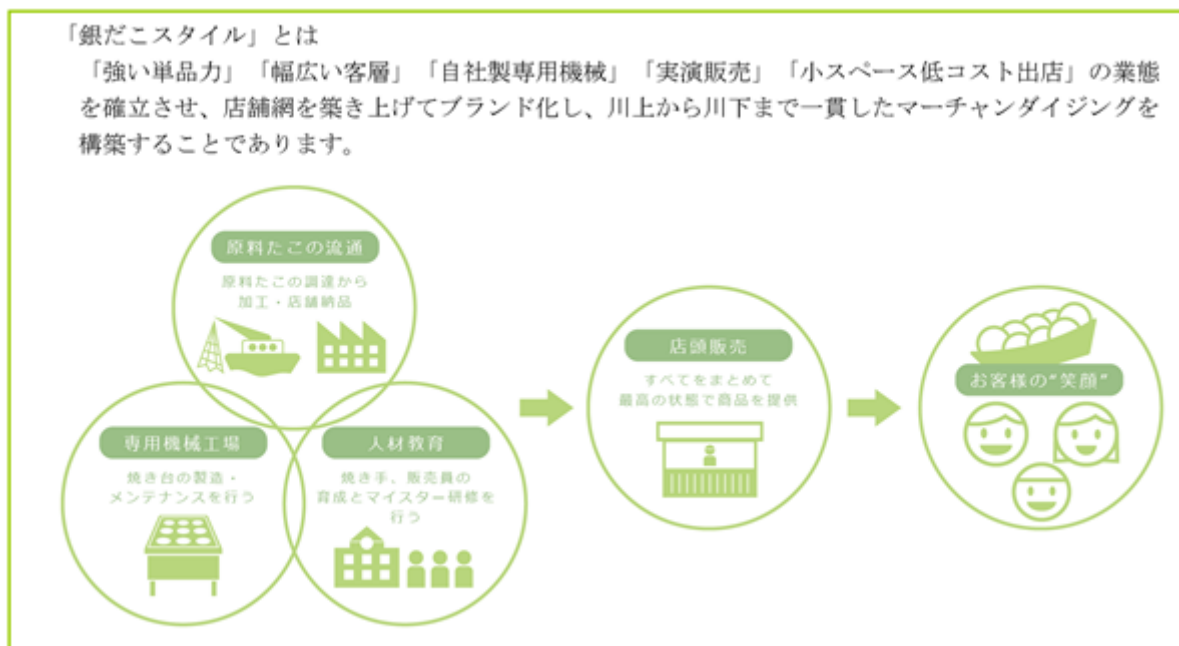 「銀だこスタイル」とは
「強い単品力」「幅広い客層」「自社製専用機械」「実演販売」「小スペース低コスト出店」の業態
を確立させ、店舗網を築き上げてブランド化し、川上から川下まで一貫したマーチャンダイジングを
構築することであります。
原料たこの流通
原料たこの調達から
加工・店舗納品
専用機械工場
焼き台の製造・
メンテナンスを行う
人材教育
焼き手、販売員の
育成とマイスター研修を
行う
店頭販売
すべてをまとめて
最高の状態で商品を提供
お客様の“笑顔”